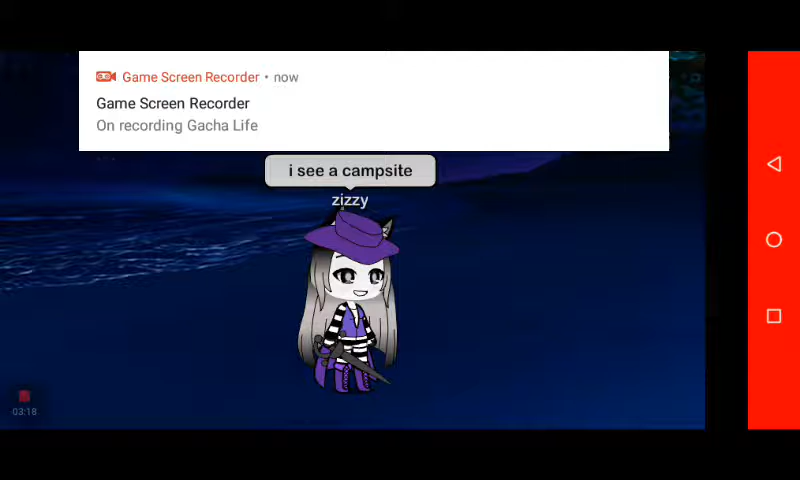 Game Screen Recorder • now
Game Screen Recorder
On recording Gacha Life
i see a campsite
zizzy
03:18